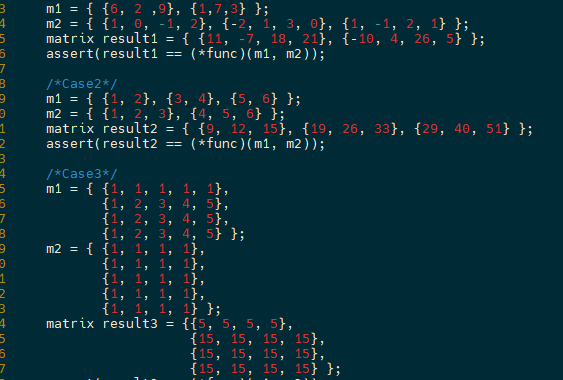 3 m1 = { {6, 2 ,9}, {1,7,3} };
4 m2 = { {1, 0, -1, 2}, {-2, 1, 3, 0}, {1, -1, 2, 1} };
5 matrix result1 = { {11, -7, 18, 21}, {-10, 4, 26, 5} };
6 assert(result1 == (*func)(m1, m2));
7
8 /*Case2*/
9 m1 = { {1, 2}, {3, 4}, {5, 6} };
0 m2 = { {1, 2, 3}, {4, 5, 6} };
1 matrix result2 = { {9, 12, 15}, {19, 26, 33}, {29, 40, 51} };
2 assert(result2 == (*func)(m1, m2));
3
4 /*Case3*/
5 m1 = { {1, 1, 1, 1, 1},
6 {1, 2, 3, 4, 5},
7 {1, 2, 3, 4, 5},
8 {1, 2, 3, 4, 5} };
9 m2 = { {1, 1, 1, 1},
0 {1, 1, 1, 1},
1 {1, 1, 1, 1},
2 {1, 1, 1, 1},
3 {1, 1, 1, 1} };
4 matrix result3 = {{5, 5, 5, 5},
5 {15, 15, 15, 15},
6 {15, 15, 15, 15},
7 {15, 15, 15, 15} };